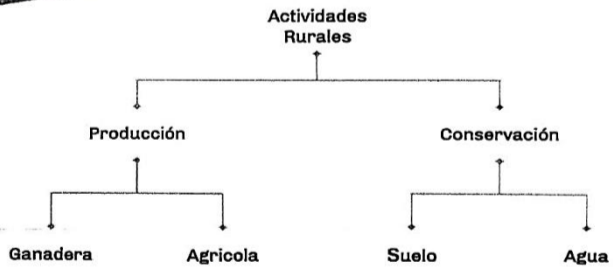 Actividades
Rurales
Producción
Conservación
Ganadera
Agricola
Suelo
Agua